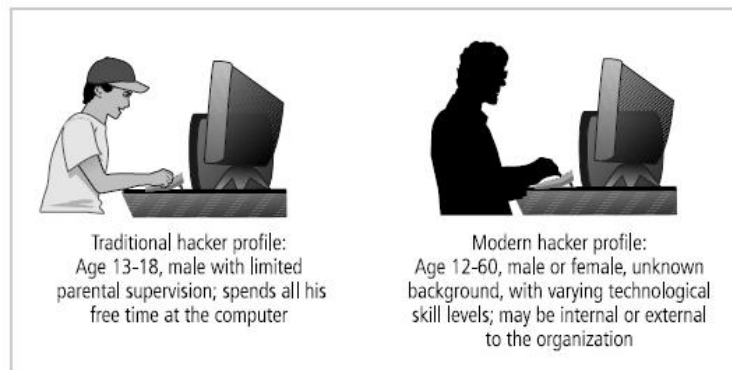 Traditional hacker profile:
Age 13-18, male with limited
parental supervision; spends all his
free time at the computer
Modern hacker profile:
Age 12-60, male or female, unknown
background, with varying technological
skill levels; may be internal or external
to the organization